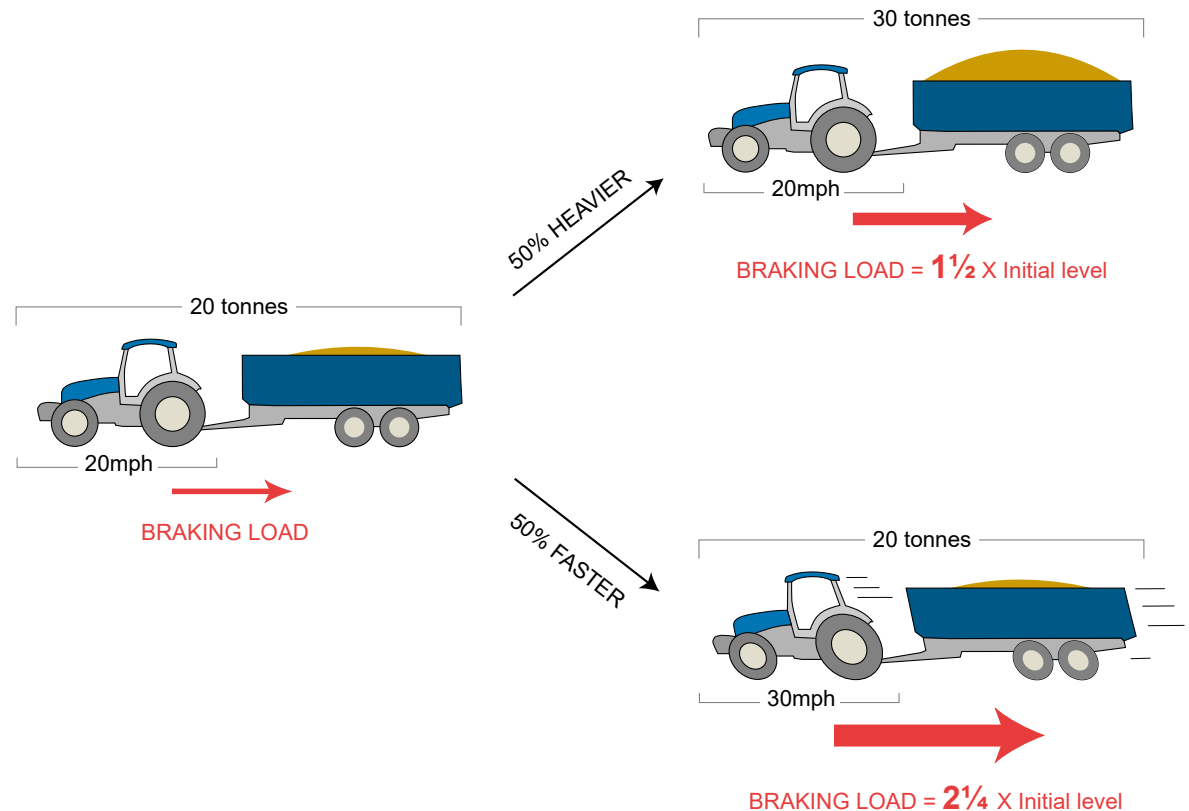 30 tonnes
20mph
BRAKING LOAD = 1½ X Initial level
50% HEAVIER
20 tonnes
20mph
BRAKING LOAD
50% FASTER
20 tonnes
30mph
BRAKING LOAD = 2¼ X Initial level